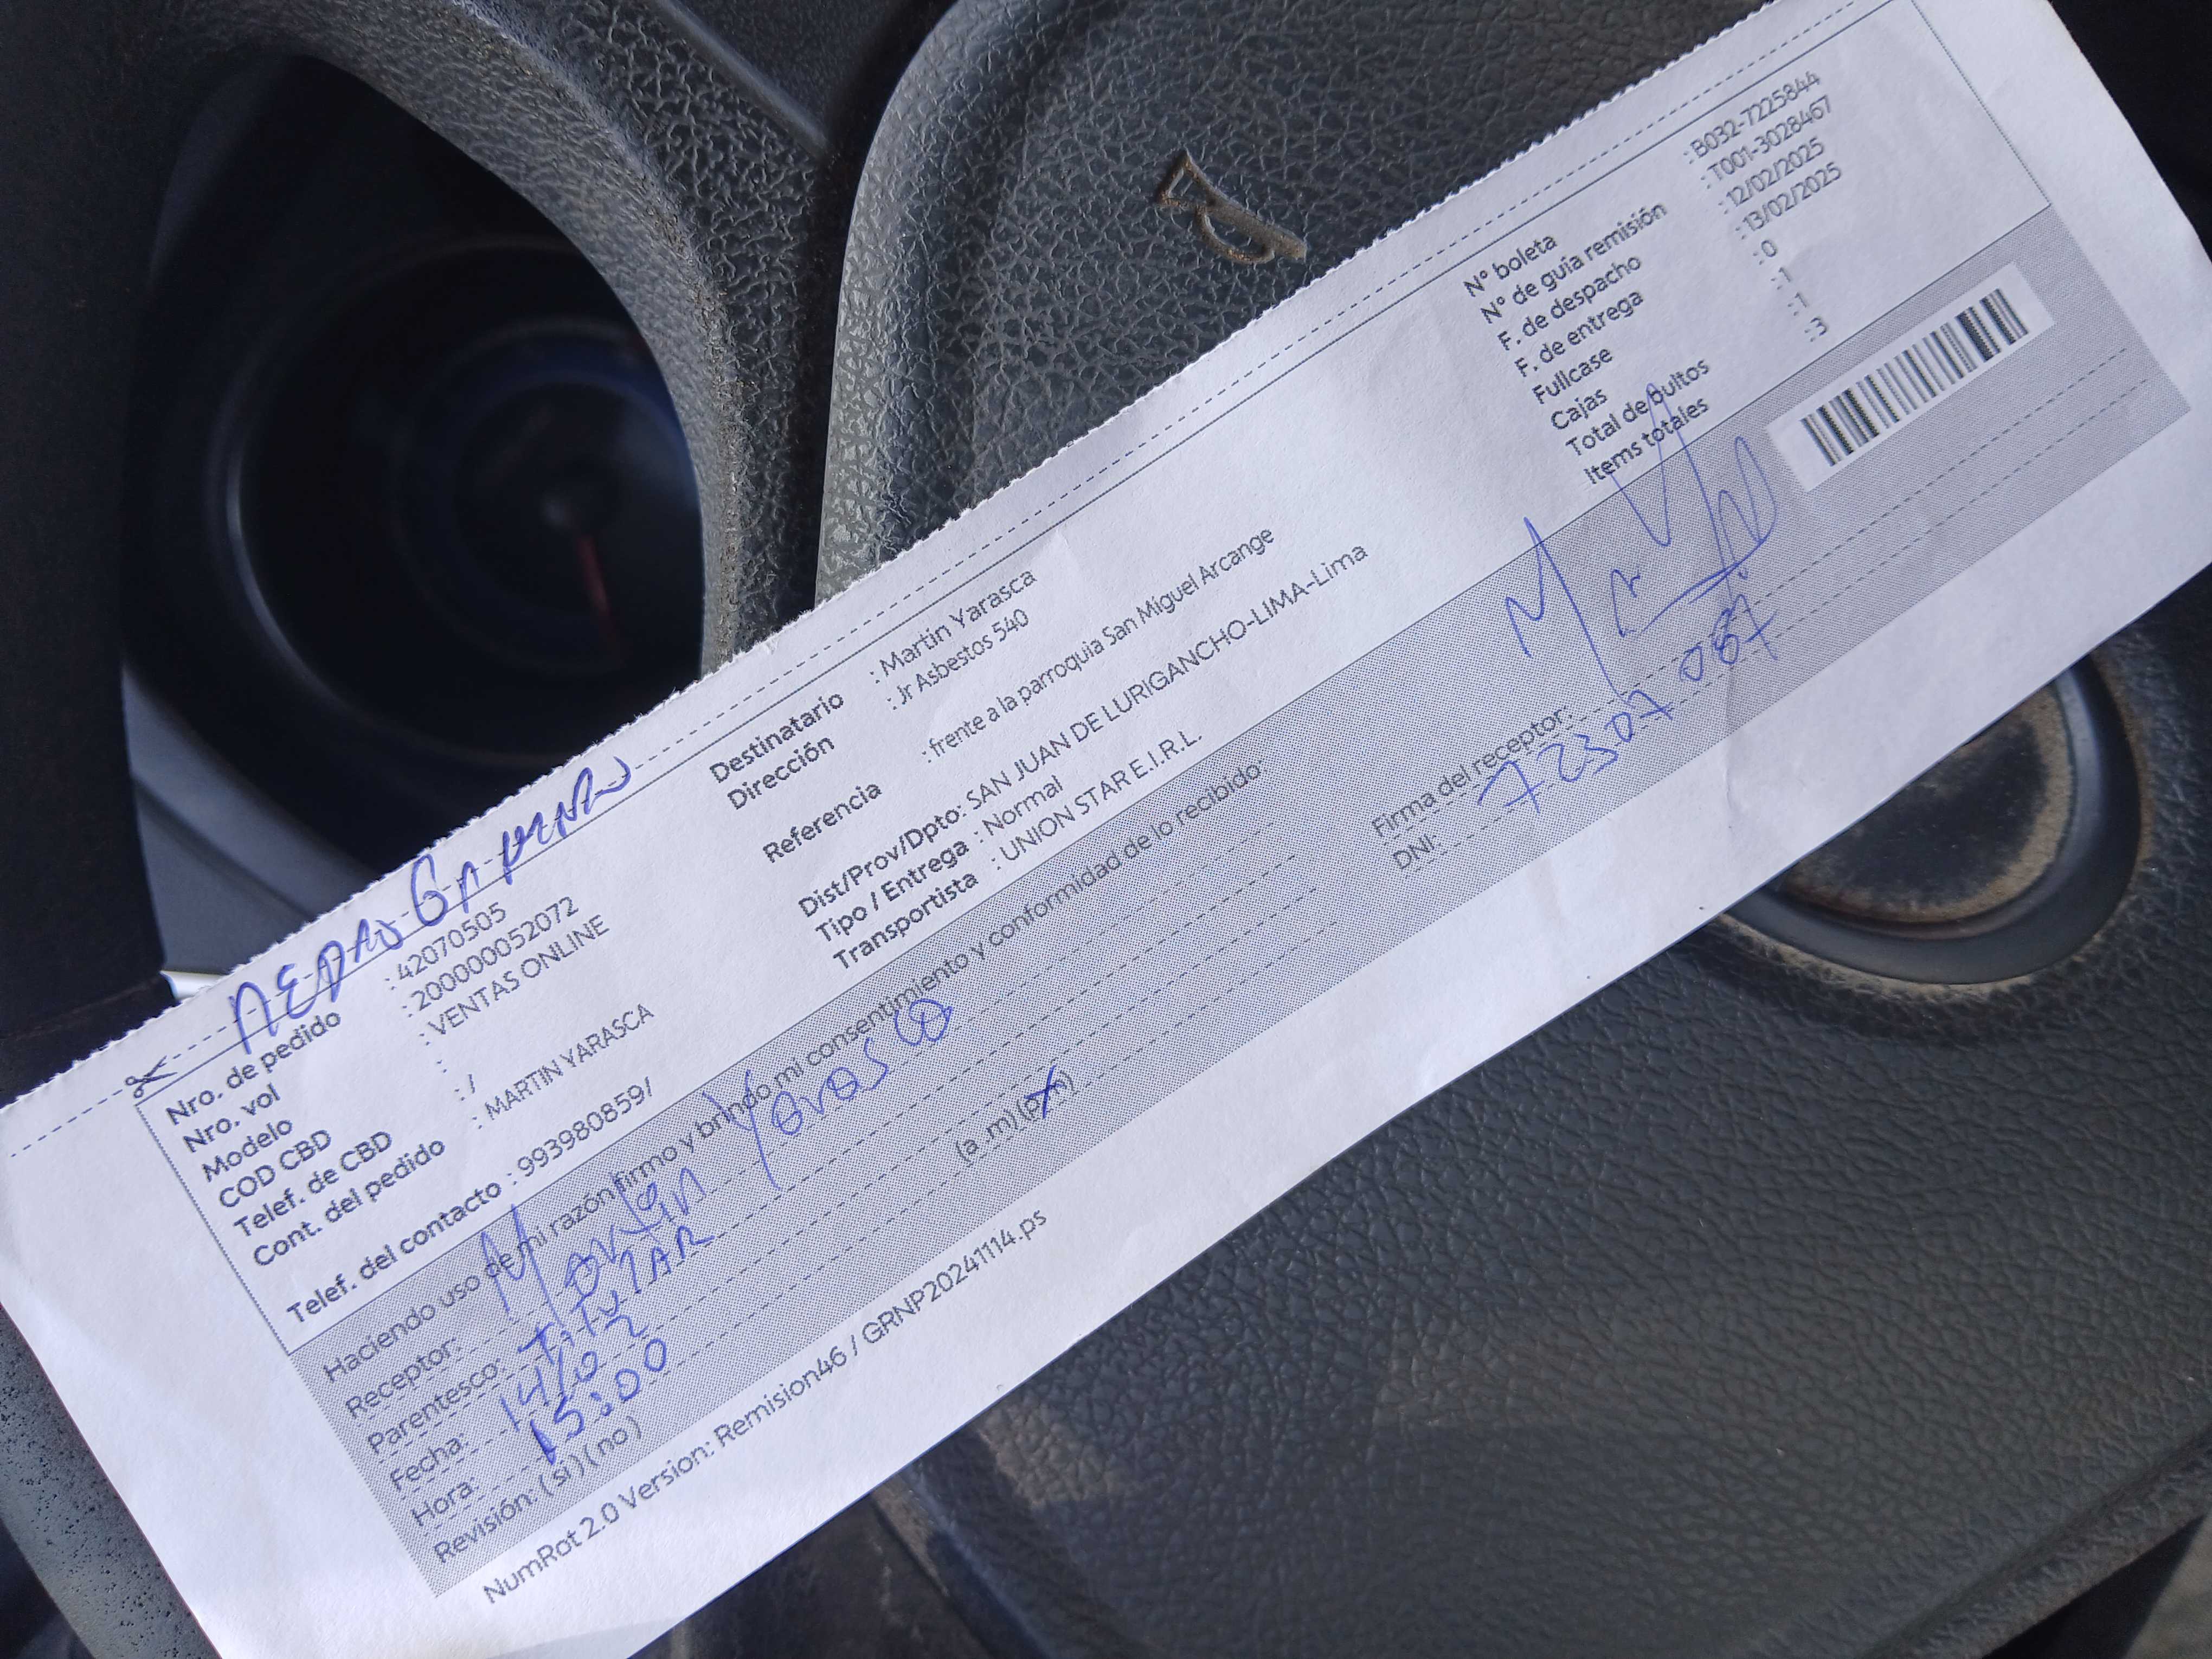 Nro. de pedido : 42070505
Nro. vol : 200000052072
Modelo : VENTAS ONLINE
COD CBD :
Telef. de CBD : /
Cont. del pedido : MARTIN YARASCA
Telef. del contacto : 993980859/
Destinatario : Martin Yarasca
Dirección : Jr Asbestos 540
Referencia : frente a la parroquia San Miguel Arcange
Dist/Prov/Dpto: SAN JUAN DE LURIGANCHO-LIMA-Lima
Tipo / Entrega : Normal
Transportista : UNION STAR E.I.R.L.
N° boleta : B032-7225844
N° de guía remisión : T001-3028467
F. de despacho : 12/02/2025
F. de entrega : 13/02/2025
Fullcase : 0
Cajas : 1
Total de bultos : 1
Items totales : 3
Haciendo uso de mi razón firmo y brindo mi consentimiento y conformidad de lo recibido:
Receptor: Martin Yarasca
Parentesco: TiTuTAR
Fecha: 14/02
Hora: 15:00 (a_m) (p_m)
Revisión: (si) (no)
Firma del receptor:
DNI: 72307087
NumRot 2.0 Version: Remision46 / GRNP20241114.ps